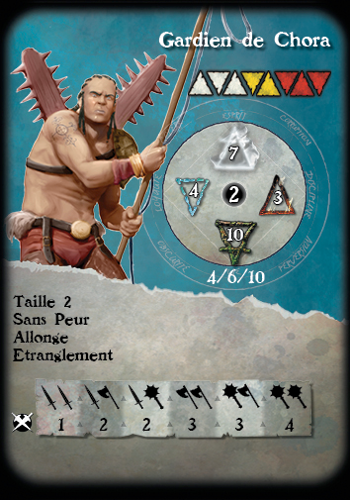 Gardien de Chora
7
4 2 3
10
4/6/10
Taille 2
Sans Peur
Allonge
Etranglement
1 2 2 3 3 4